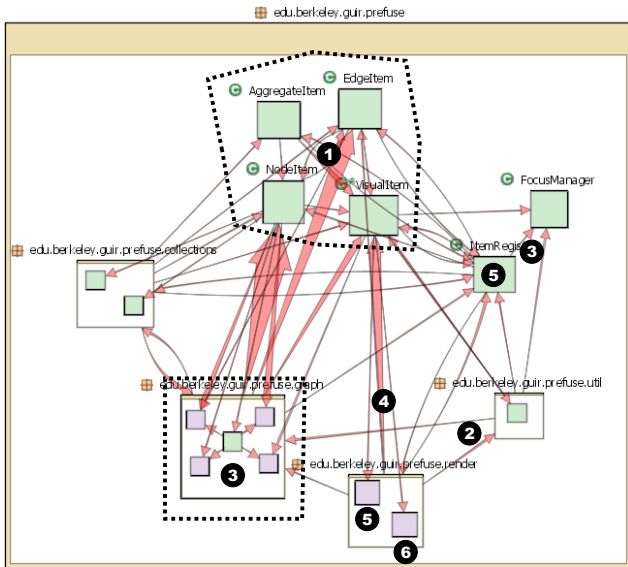 edu.berkeley.guir.prefuse
EdgeItem
AggregateItem
1
NodeItem
VisualItem
FocusManager
edu.berkeley.guir.prefuse.collections
ItemRegis
3
5
edu.berkeley.guir.prefuse.graph
edu.berkeley.guir.prefuse.util
4
2
edu.berkeley.guir.prefuse.render
3
5
6